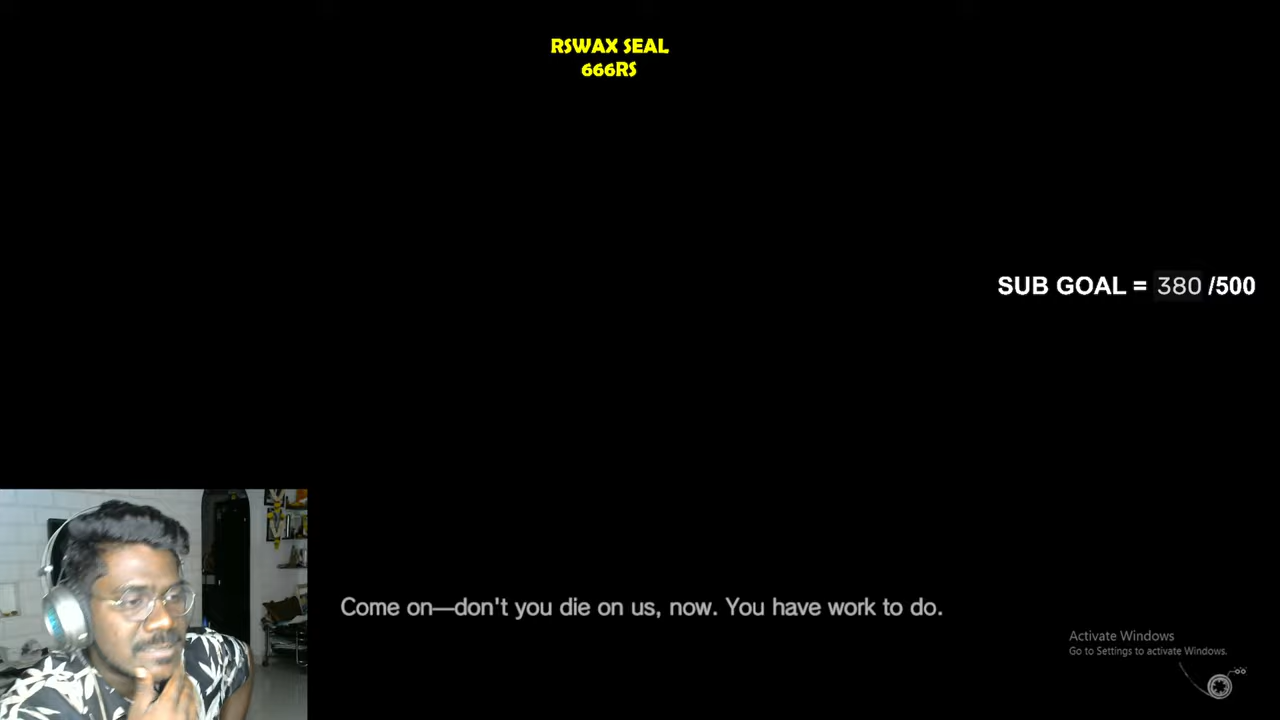 RSWAX SEAL
666RS
SUB GOAL = 380 /500
Come on—don't you die on us, now. You have work to do.
Activate Windows
Go to Settings to activate Windows.